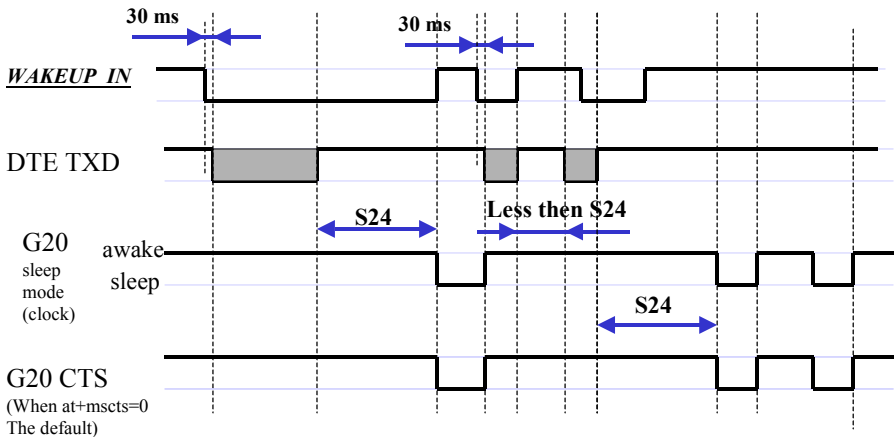 30 ms
30 ms
WAKEUP_IN
DTE TXD
S24
Less then S24
G20
sleep
mode
(clock)
awake
sleep
S24
G20 CTS
(When at+mscts=0
The default)